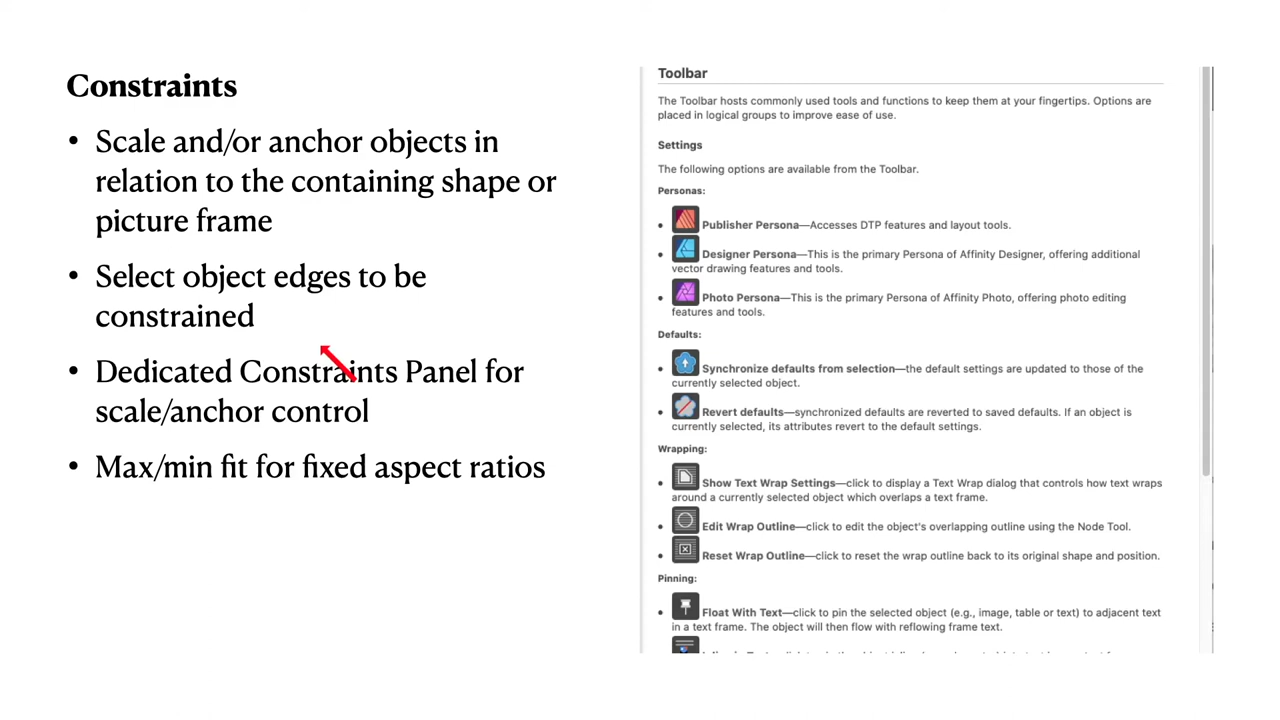 Constraints
• Scale and/or anchor objects in
relation to the containing shape or
picture frame
• Select object edges to be
constrained
• Dedicated Constraints Panel for
scale/anchor control
• Max/min fit for fixed aspect ratios
Toolbar
The Toolbar hosts commonly used tools and functions to keep them at your fingertips. Options are
placed in logical groups to improve ease of use.
Settings
The following options are available from the Toolbar.
Personas:
• Publisher Persona—Accesses DTP features and layout tools.
• Designer Persona—This is the primary Persona of Affinity Designer, offering additional
vector drawing features and tools.
• Photo Persona—This is the primary Persona of Affinity Photo, offering photo editing
features and tools.
Defaults:
• Synchronize defaults from selection—the default settings are updated to those of the
currently selected object.
• Revert defaults—synchronized defaults are reverted to saved defaults. If an object is
currently selected, its attributes revert to the default settings.
Wrapping:
• Show Text Wrap Settings—click to display a Text Wrap dialog that controls how text wraps
around a currently selected object which overlaps a text frame.
• Edit Wrap Outline—click to edit the object's overlapping outline using the Node Tool.
• Reset Wrap Outline—click to reset the wrap outline back to its original shape and position.
Pinning:
• Float With Text—click to pin the selected object (e.g., image, table or text) to adjacent text
in a text frame. The object will then flow with reflowing frame text.